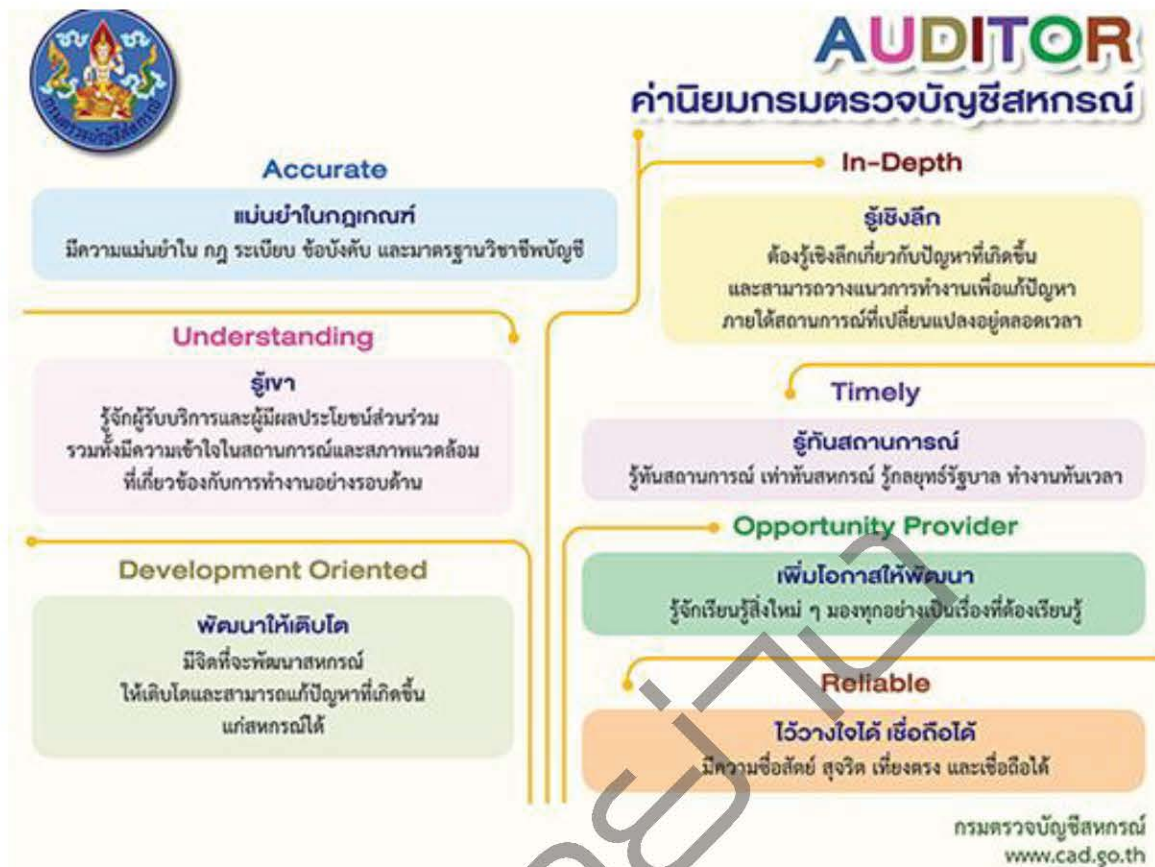 กรมตรวจบัญชีสหกรณ์
AUDITOR
ค่านิยมกรมตรวจบัญชีสหกรณ์
Accurate
แม่นยำในกฎเกณฑ์
มีความแม่นยำใน กฎ ระเบียบ ข้อบังคับ และมาตรฐานวิชาชีพบัญชี
Understanding
รู้เขา
รู้จักผู้รับบริการและผู้มีผลประโยชน์ส่วนร่วม
รวมทั้งมีความเข้าใจในสถานการณ์และสภาพแวดล้อม
ที่เกี่ยวข้องกับการทำงานอย่างรอบด้าน
Development Oriented
พัฒนาให้เติบโต
มีจิตที่จะพัฒนาสหกรณ์
ให้เติบโตและสามารถแก้ปัญหาที่เกิดขึ้น
แก่สหกรณ์ได้
In-Depth
รู้เชิงลึก
ต้องรู้เชิงลึกเกี่ยวกับปัญหาที่เกิดขึ้น
และสามารถวางแนวการทำงานเพื่อแก้ปัญหา
ภายใต้สถานการณ์ที่เปลี่ยนแปลงอยู่ตลอดเวลา
Timely
รู้ทันสถานการณ์
รู้ทันสถานการณ์ เท่าทันสหกรณ์ รู้กลยุทธ์รัฐบาล ทำงานทันเวลา
Opportunity Provider
เพิ่มโอกาสให้พัฒนา
รู้จักเรียนรู้สิ่งใหม่ ๆ มองทุกอย่างเป็นเรื่องที่ต้องเรียนรู้
Reliable
ไว้วางใจได้ เชื่อถือได้
มีความซื่อสัตย์ สุจริต เที่ยงตรง และเชื่อถือได้
กรมตรวจบัญชีสหกรณ์
www.cad.go.th